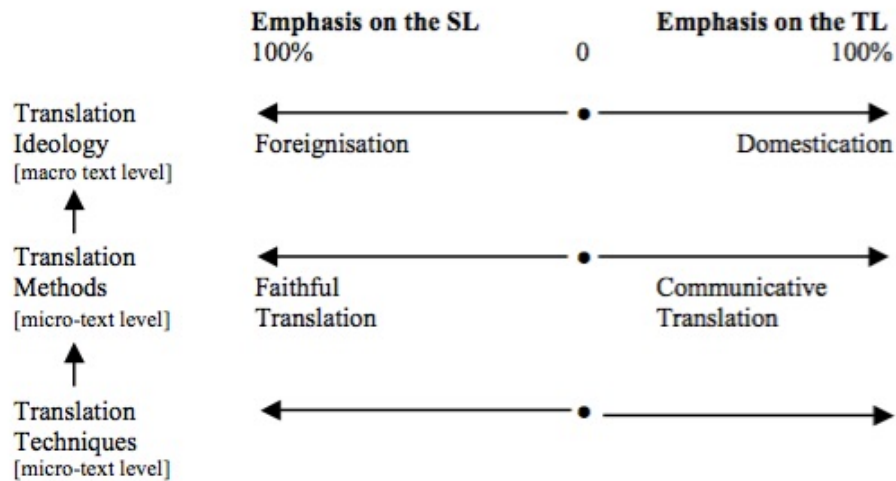 Emphasis on the SL Emphasis on the TL
100% 0 100%
Translation
Ideology Foreignisation Domestication
[macro text level]
Translation
Methods Faithful Communicative
[micro-text level] Translation Translation
Translation
Techniques
[micro-text level]